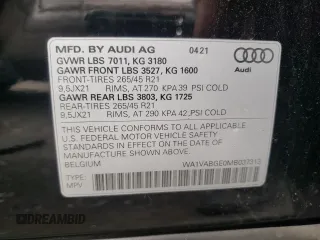 MFD. BY AUDI AG 04.21
GVWR LBS 7011, KG 3180
GAWR FRONT LBS 3527, KG 1600
FRONT-TIRES 265/45 R21
9,5JX21 | RIMS, AT 270 KPA 39 PSI COLD
GAWR REAR LBS 3803, KG 1725
REAR-TIRES 265/45 R21
9,5JX21 | RIMS, AT 290 KPA 42 PSI COLD
Audi
THIS VEHICLE CONFORMS TO ALL APPLICABLE
U.S. FEDERAL MOTOR VEHICLE SAFETY STANDARDS
IN EFFECT ON THE DATE OF MANUFACTURE
SHOWN ABOVE.
BELGIUM
TYPE:
MPV
DREAMBID